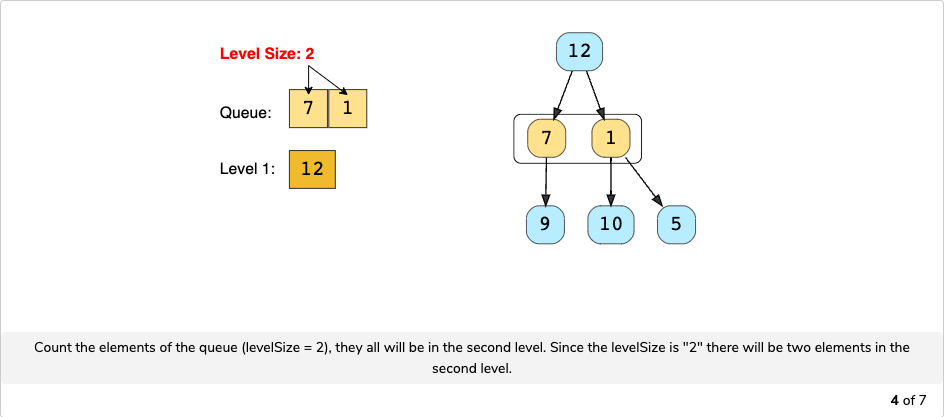 Level Size: 2
Queue: 7 1
Level 1: 12
12
7 1
9 10 5
Count the elements of the queue (levelSize = 2), they all will be in the second level. Since the levelSize is "2" there will be two elements in the
second level.
4 of 7